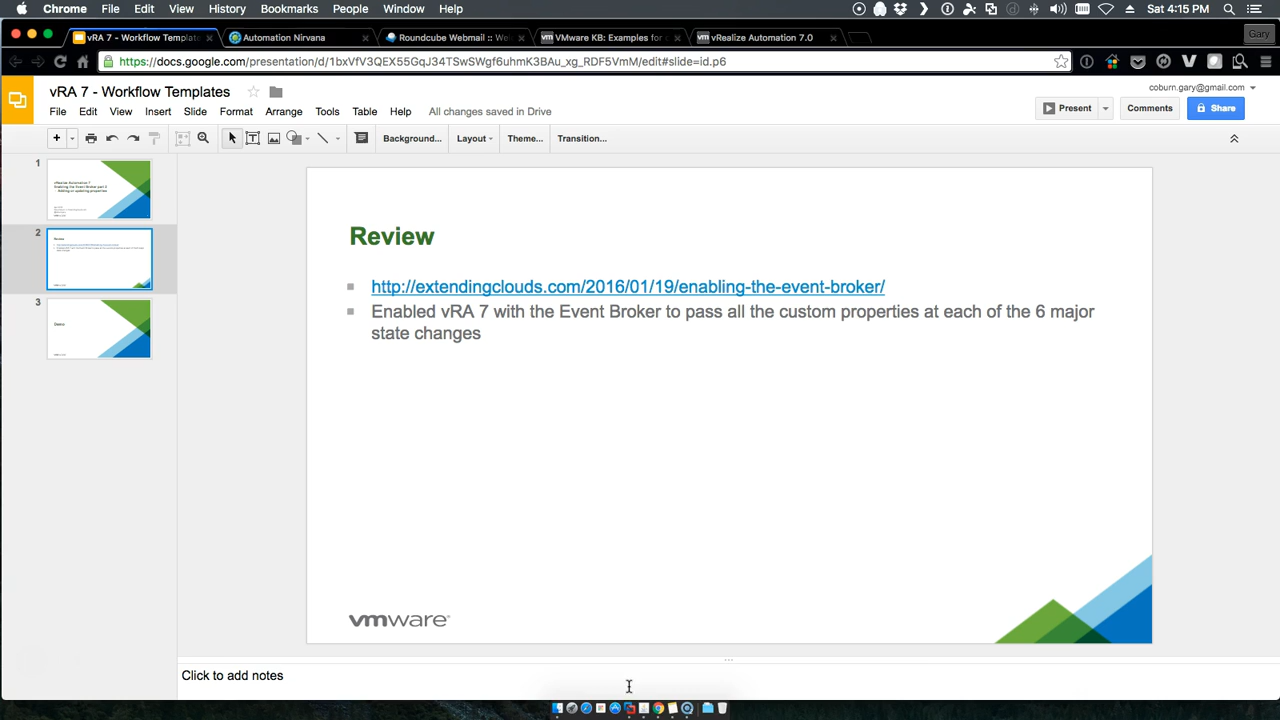 Chrome File Edit View History Bookmarks People Window Help Sat 4:15 PM
vRA 7 - Workflow Template Automation Nirvana Roundcube Webmail :: Wel VMware KB: Examples for c vRealize Automation 7.0 Gary
https://docs.google.com/presentation/d/1bxVfV3QEX55GqJ34TSwSWgf6uhmK3BAu_xg_RDF5VmM/edit#slide=id.p6
vRA 7 - Workflow Templates coburn.gary@gmail.com
File Edit View Insert Slide Format Arrange Tools Table Help All changes saved in Drive Present Comments Share
Background... Layout Theme... Transition...
1
2
3
Review
http://extendingclouds.com/2016/01/19/enabling-the-event-broker/
Enabled vRA 7 with the Event Broker to pass all the custom properties at each of the 6 major
state changes
vmware
Click to add notes